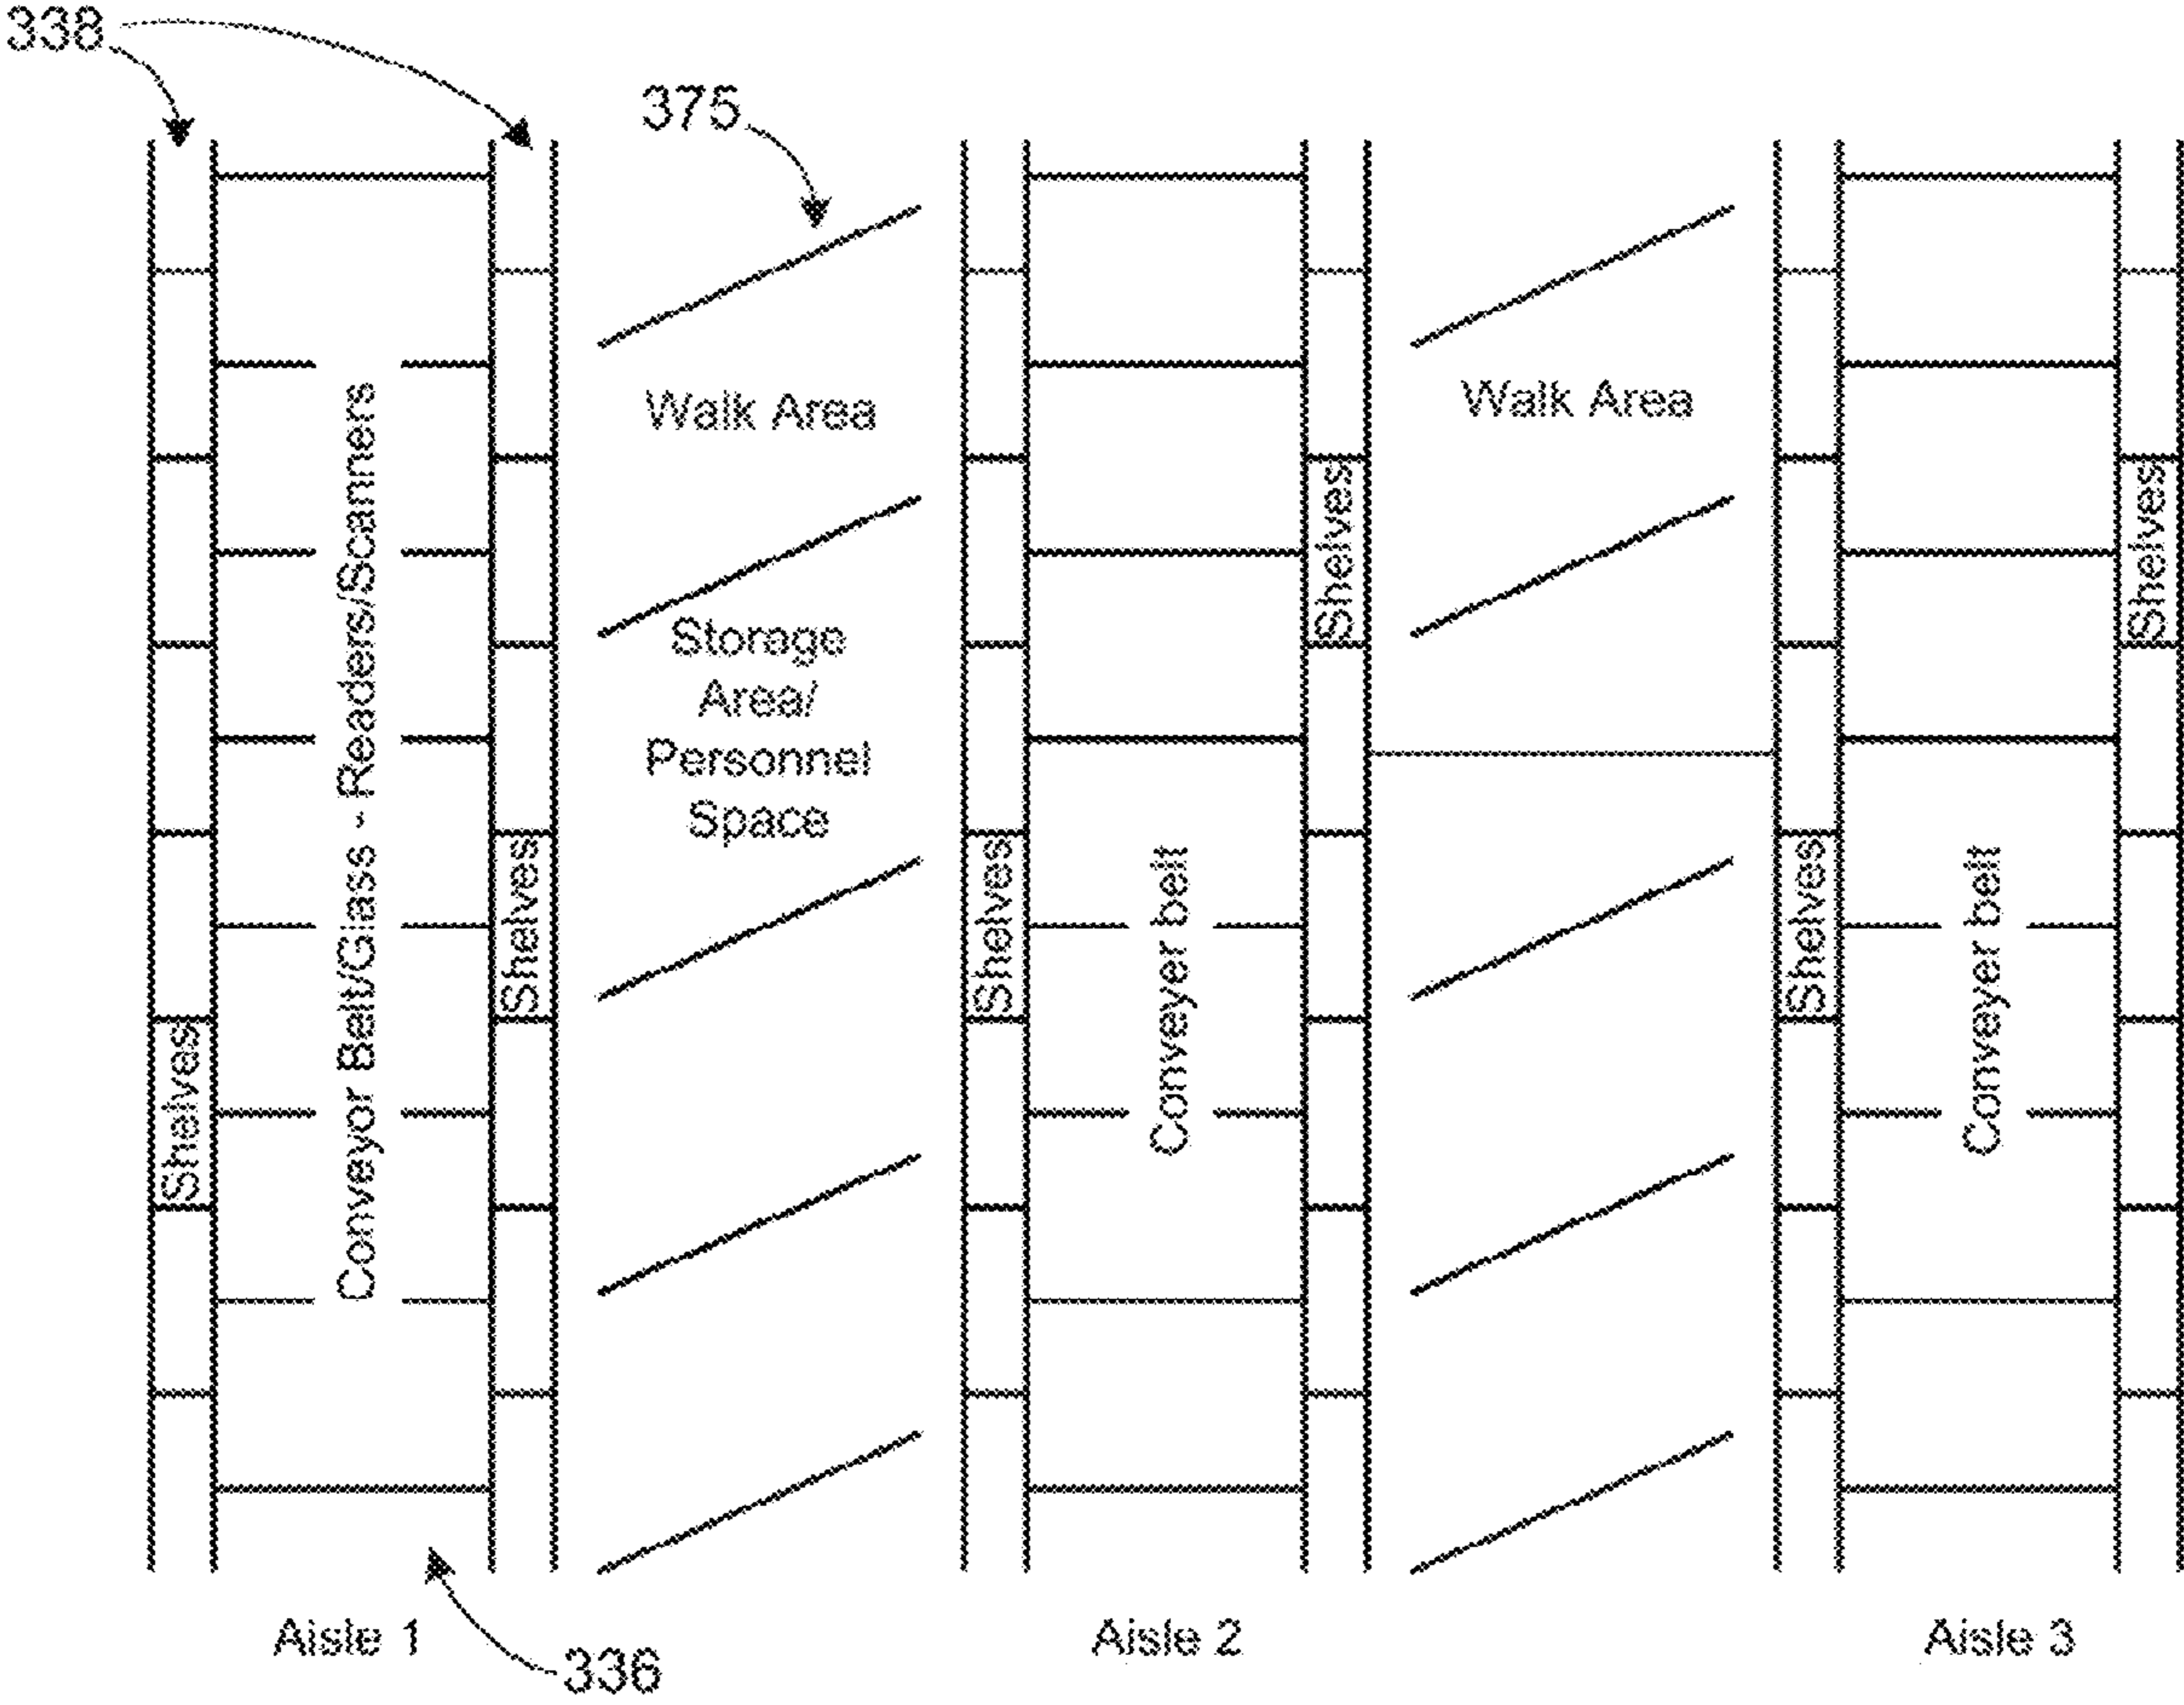 338
375
Walk Area
Walk Area
Conveyor Belt/Glass - Readers/Scanners
Shelves
Shelves
Storage
Area/
Personnel
Space
Shelves
Shelves
Shelves
Shelves
Conveyer belt
Conveyer belt
Aisle 1
Aisle 2
Aisle 3
336